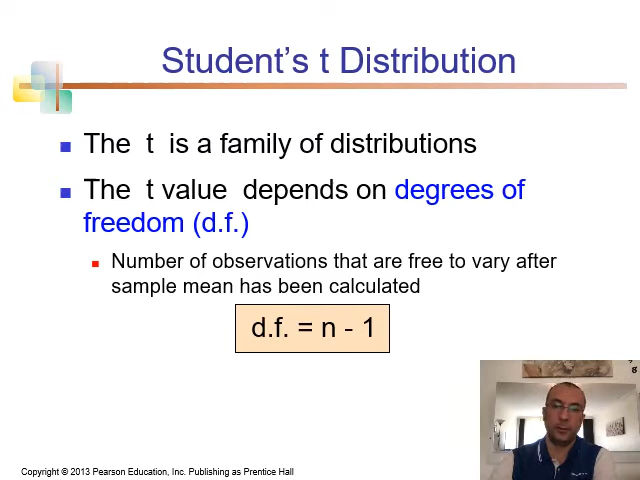 Student's t Distribution
The t is a family of distributions
The t value depends on degrees of
freedom (d.f.)
Number of observations that are free to vary after
sample mean has been calculated
d.f. = n - 1
Copyright © 2013 Pearson Education, Inc. Publishing as Prentice Hall